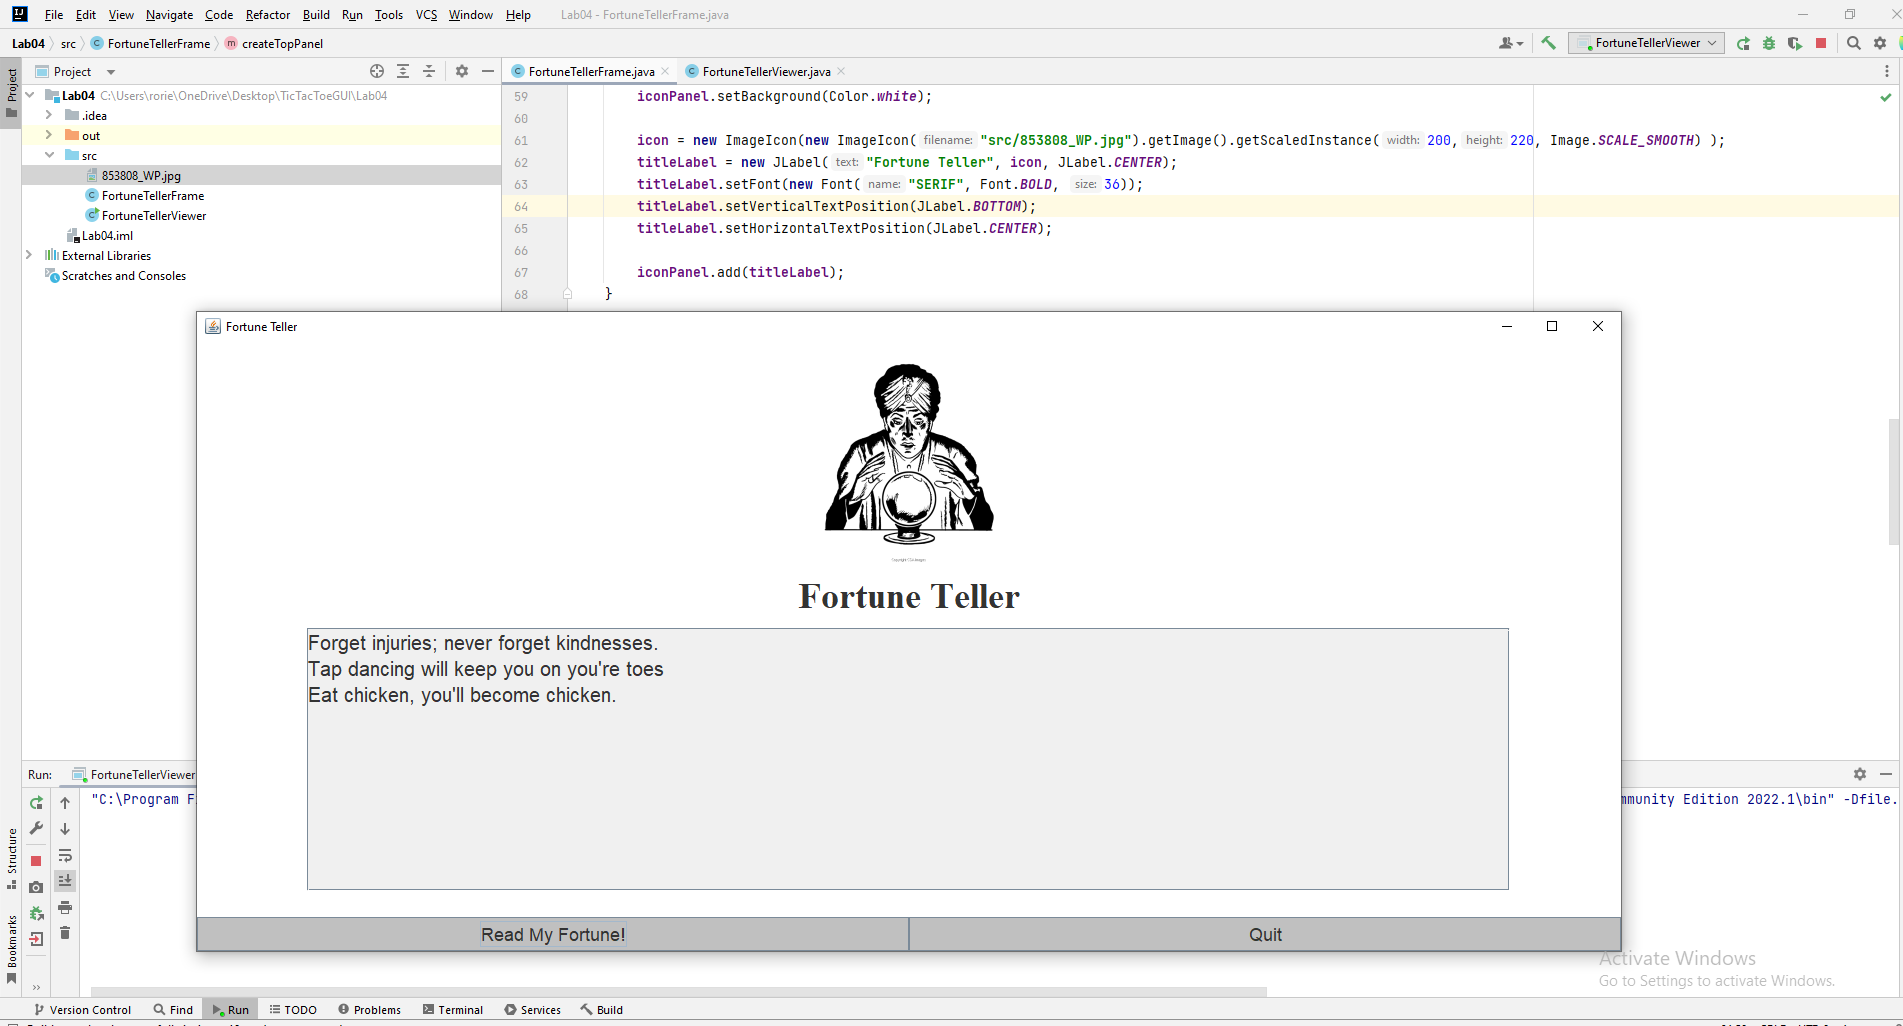 File Edit View Navigate Code Refactor Build Run Tools VCS Window Help Lab04 - FortuneTellerFrame.java
Lab04 src FortuneTellerFrame createTopPanel FortuneTellerViewer
Project
Project
FortuneTellerFrame.java FortuneTellerViewer.java
Lab04 C:\Users\rorie\OneDrive\Desktop\TicTacToeGUI\Lab04
.idea
out
src
853808_WP.jpg
FortuneTellerFrame
FortuneTellerViewer
Lab04.iml
External Libraries
Scratches and Consoles
59 iconPanel.setBackground(Color.white);
60
61 icon = new ImageIcon(new ImageIcon( filename: "src/853808_WP.jpg").getImage().getScaledInstance( width: 200, height: 220, Image.SCALE_SMOOTH) );
62 titleLabel = new JLabel( text: "Fortune Teller", icon, JLabel.CENTER);
63 titleLabel.setFont(new Font( name: "SERIF", Font.BOLD, size: 36));
64 titleLabel.setVerticalTextPosition(JLabel.BOTTOM);
65 titleLabel.setHorizontalTextPosition(JLabel.CENTER);
66
67 iconPanel.add(titleLabel);
68 }
Fortune Teller
Fortune Teller
Forget injuries; never forget kindnesses.
Tap dancing will keep you on you're toes
Eat chicken, you'll become chicken.
Read My Fortune! Quit
Run: FortuneTellerViewer
"C:\Program F
mmunity Edition 2022.1\bin" -Dfile.
Structure
Bookmarks
Activate Windows
Go to Settings to activate Windows.
Version Control Find Run TODO Problems Terminal Services Build